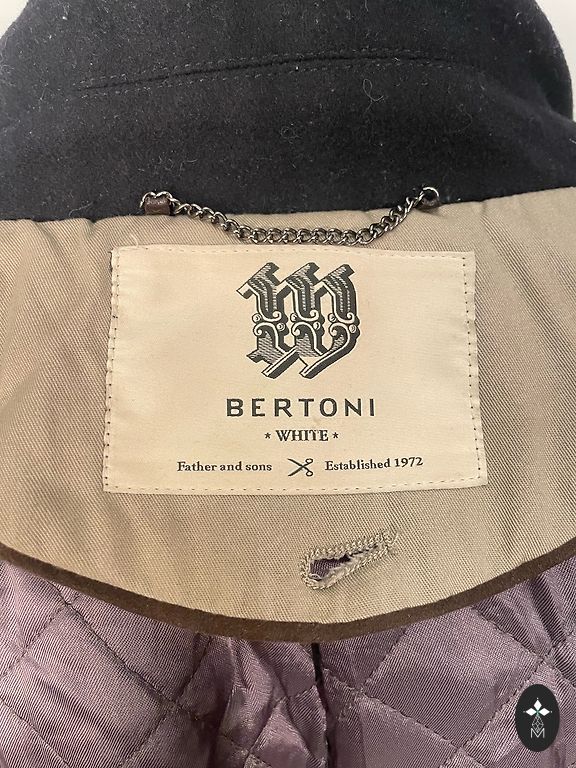 W
BERTONI
* WHITE *
Father and sons Established 1972
M